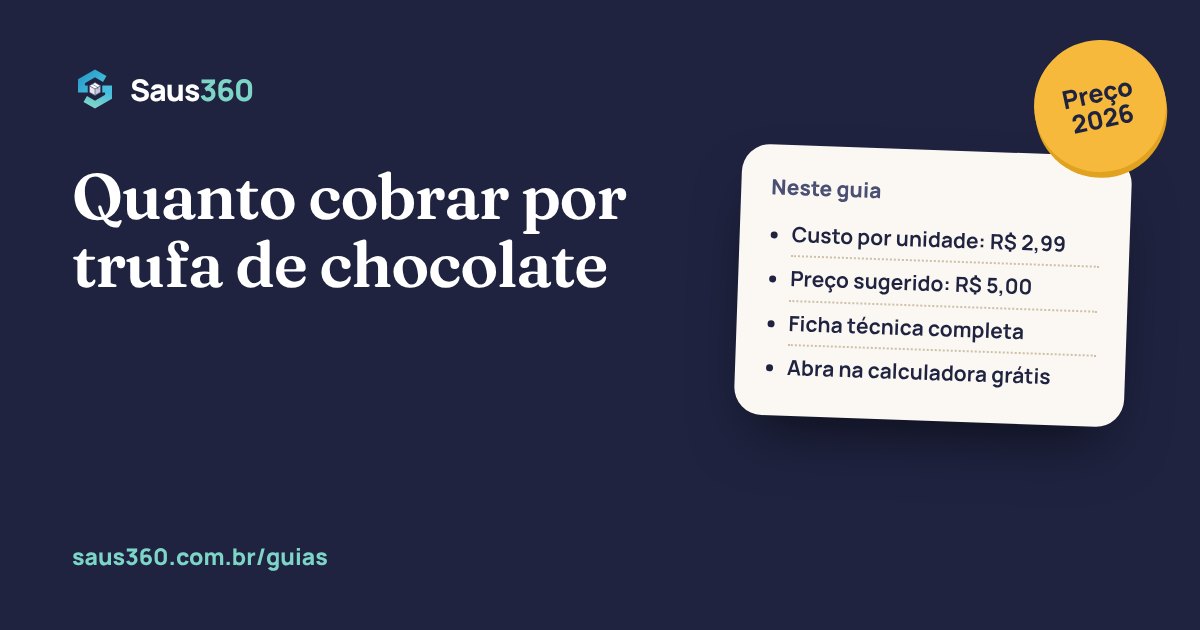 Saus360
Quanto cobrar por
trufa de chocolate
Preço
2026
Neste guia
• Custo por unidade: R$ 2,99
• Preço sugerido: R$ 5,00
• Ficha técnica completa
• Abra na calculadora grátis
saus360.com.br/guias